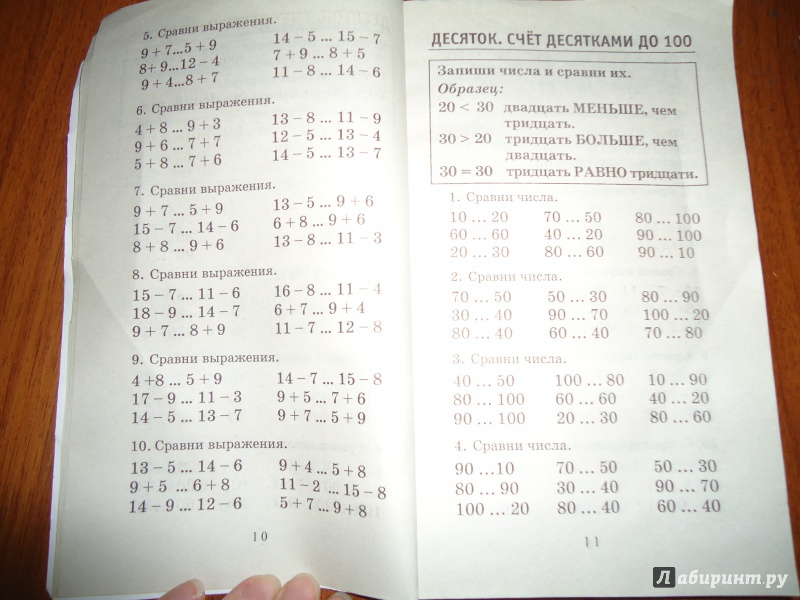 5. Сравни выражения.
9 + 7...5 + 9 14 – 5 ... 15 – 7
8+ 9...12 – 4 7 + 9 ... 8 + 5
9 + 4...8 + 7 11 – 8 ... 14 – 6
6. Сравни выражения.
4 + 8 ... 9 + 3 13 – 8 ... 11 – 9
9 + 6 ... 7 + 7 12 – 5 ... 13 – 4
5 + 8 ... 7 + 6 14 – 5 ... 13 – 7
7. Сравни выражения.
9 + 7 ... 5 + 9 13 – 5 ... 9 + 6
15 – 7 ... 14 – 6 6 + 8 ... 9 + 6
8 + 8 ... 9 + 6 13 – 8 ... 11 – 3
8. Сравни выражения.
15 – 7 ... 11 – 6 16 – 8 ... 11 – 4
18 – 9 ... 14 – 7 6 + 7 ... 9 + 4
9 + 7 ... 8 + 9 11 – 7 ... 12 – 8
9. Сравни выражения.
4 +8 ... 5 + 9 14 – 7 ... 15 – 8
17 – 9 ... 11 – 3 9 + 5 ... 7 + 6
14 – 5 ... 13 – 7 9 + 7 ... 5 + 9
10. Сравни выражения.
13 – 5 ... 14 – 6 9 + 4 ... 5 + 8
9 + 5 ... 6 + 8 11 – 2 ... 15 – 8
14 – 9 ... 12 – 6 5 + 7 ... 9 + 8
10
ДЕСЯТОК. СЧЁТ ДЕСЯТКАМИ ДО 100
Запиши числа и сравни их.
Образец:
20 < 30 двадцать МЕНЬШЕ, чем
тридцать.
30 > 20 тридцать БОЛЬШЕ, чем
двадцать.
30 = 30 тридцать РАВНО тридцати.
1. Сравни числа.
10 ... 20 70 ... 50 80 ... 100
60 ... 60 40 ... 20 90 ... 100
20 ... 30 80 ... 60 90 ... 10
2. Сравни числа.
70 ... 50 50 ... 30 80 ... 90
30 ... 40 90 ... 70 100 ... 20
80 ... 40 60 ... 40 70 ... 80
3. Сравни числа.
40 ... 50 100 ... 80 10 ... 90
80 ... 100 60 ... 60 40 ... 20
90 ... 100 20 ... 30 80 ... 60
4. Сравни числа.
90 ...10 70 ... 50 50 ... 30
80 ... 90 30 ... 40 90 ... 70
100 ... 20 80 ... 40 60 ... 40
11
Лабиринт.ру